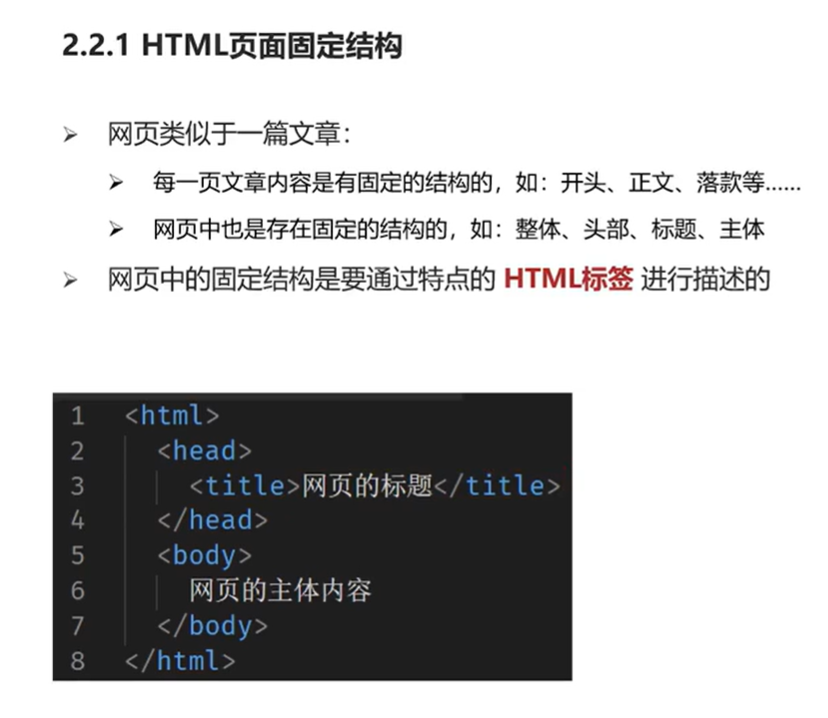 2.2.1 HTML页面固定结构
➢ 网页类似于一篇文章：
➢ 每一页文章内容是有固定的结构的，如：开头、正文、落款等......
➢ 网页中也是存在固定的结构的，如：整体、头部、标题、主体
➢ 网页中的固定结构是要通过特点的 HTML标签 进行描述的
1 <html>
2 <head>
3 <title>网页的标题</title>
4 </head>
5 <body>
6 网页的主体内容
7 </body>
8 </html>